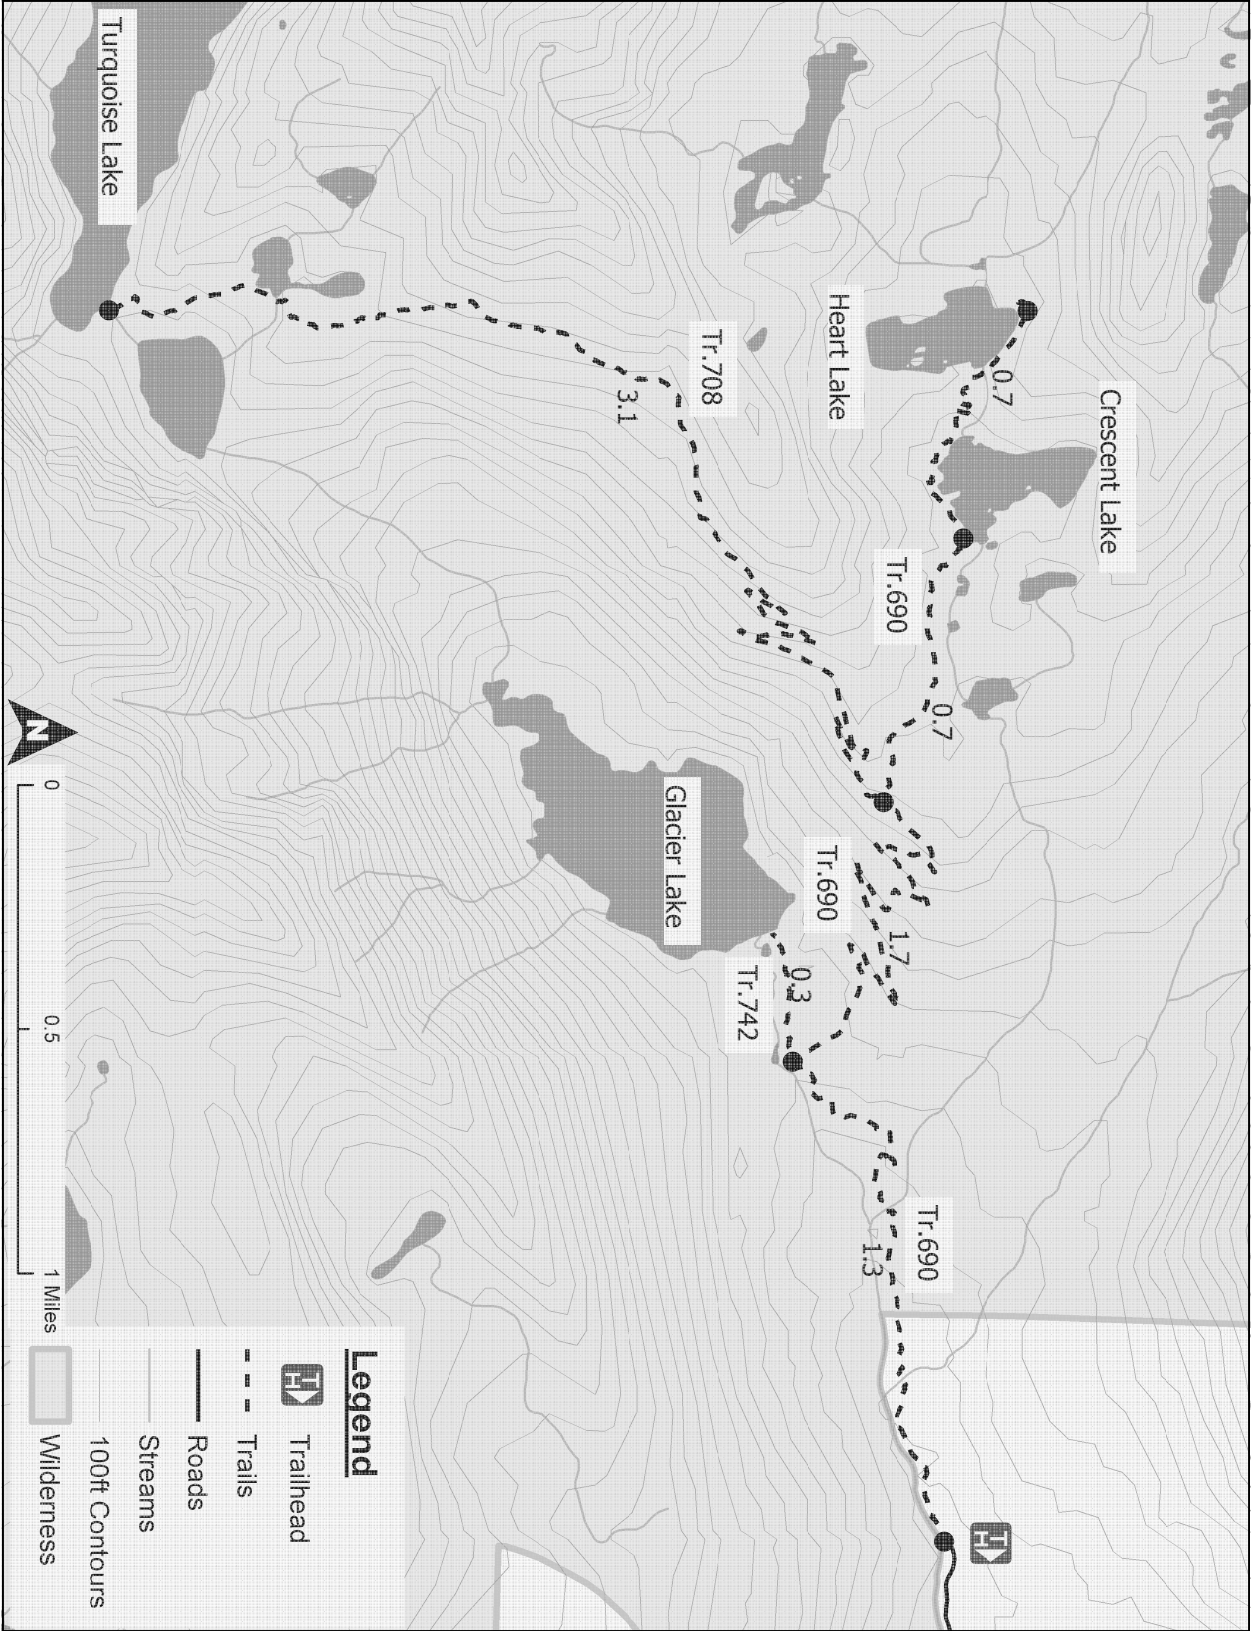 Crescent Lake
0.7
Heart Lake
Tr.690
0.7
Tr.708
3.1
Turquoise Lake
Glacier Lake
Tr.690
1.7
0.3
Tr.742
Tr.690
1.3
TH
N
0 0.5 1 Miles
Legend
TH Trailhead
Trails
Roads
Streams
100ft Contours
Wilderness